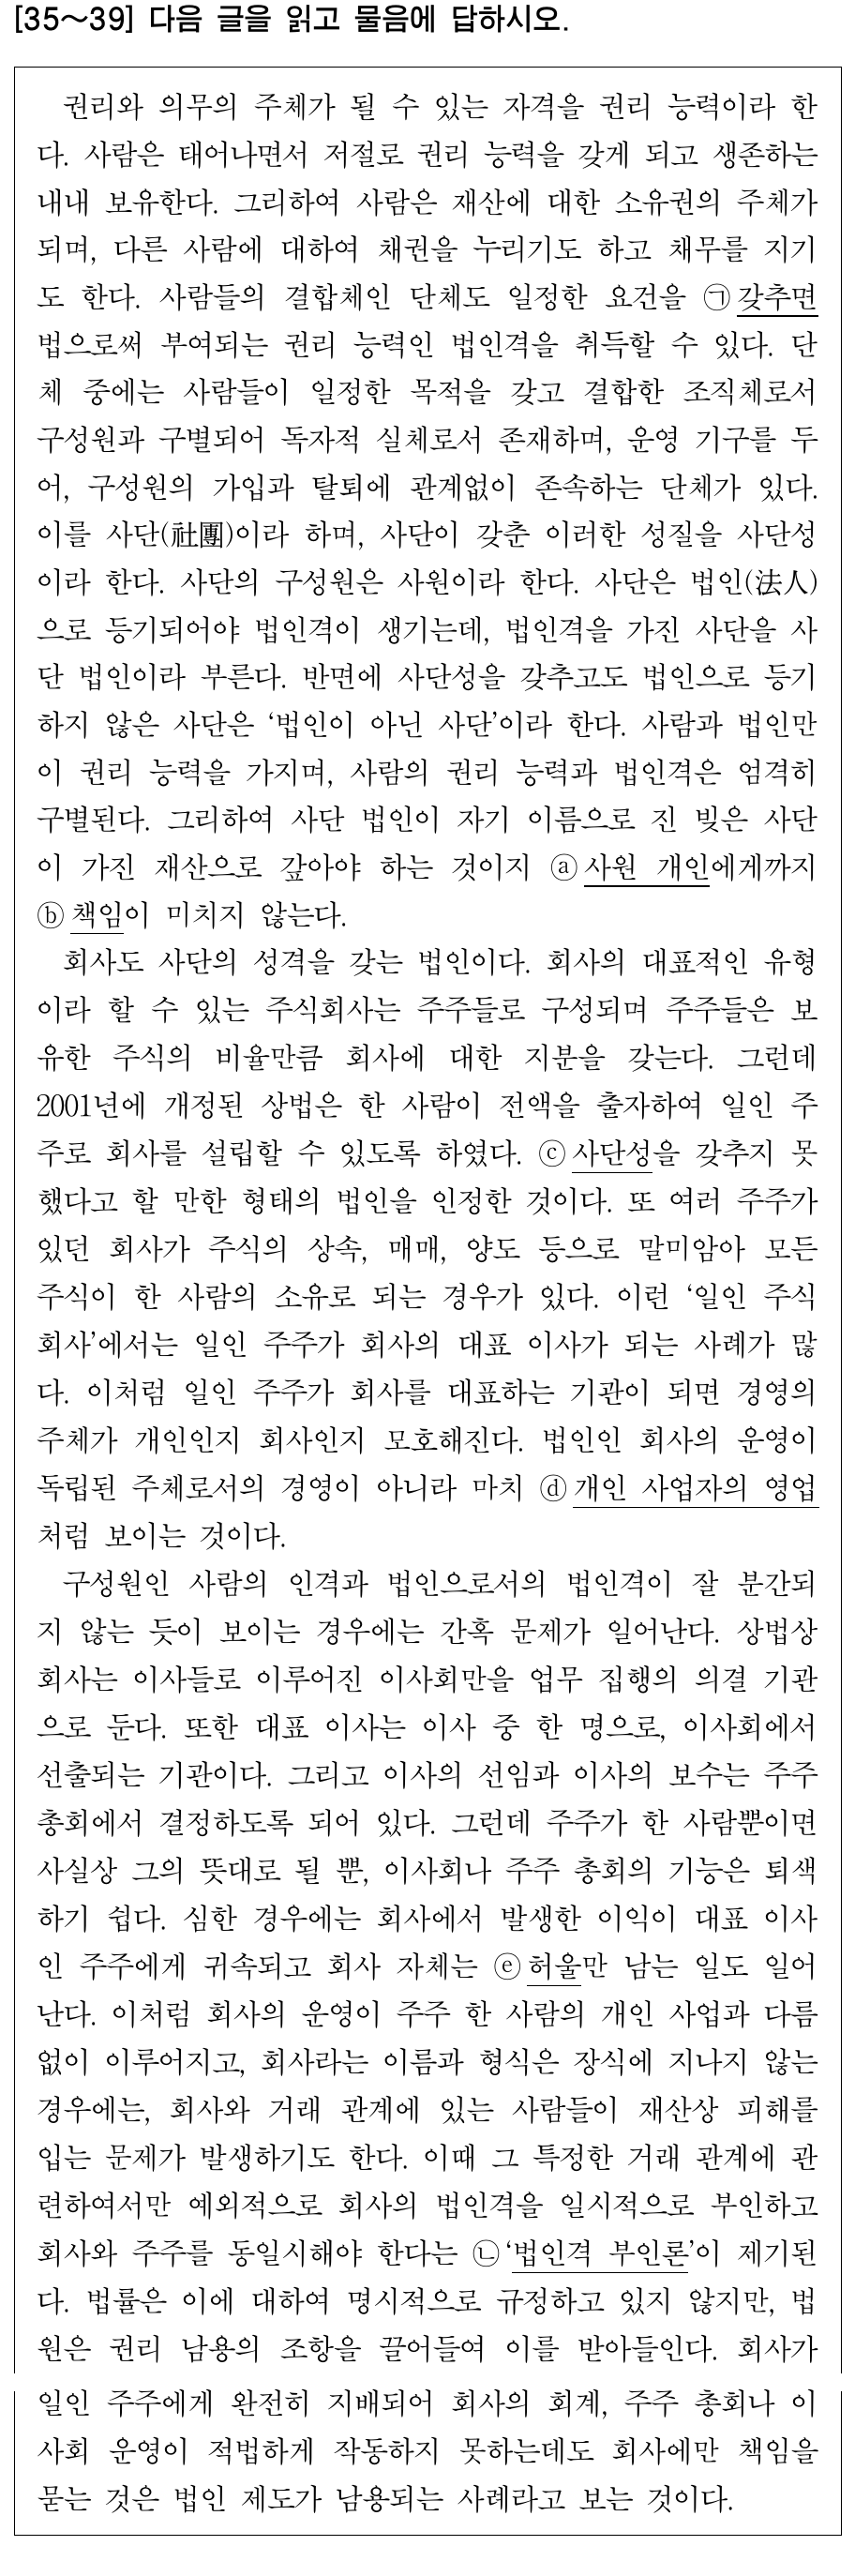 [35～39] 다음 글을 읽고 물음에 답하시오.
권리와 의무의 주체가 될 수 있는 자격을 권리 능력이라 한
다. 사람은 태어나면서 저절로 권리 능력을 갖게 되고 생존하는
내내 보유한다. 그리하여 사람은 재산에 대한 소유권의 주체가
되며, 다른 사람에 대하여 채권을 누리기도 하고 채무를 지기
도 한다. 사람들의 결합체인 단체도 일정한 요건을 ㉠갖추면
법으로써 부여되는 권리 능력인 법인격을 취득할 수 있다. 단
체 중에는 사람들이 일정한 목적을 갖고 결합한 조직체로서
구성원과 구별되어 독자적 실체로서 존재하며, 운영 기구를 두
어, 구성원의 가입과 탈퇴에 관계없이 존속하는 단체가 있다.
이를 사단(社團)이라 하며, 사단이 갖춘 이러한 성질을 사단성
이라 한다. 사단의 구성원은 사원이라 한다. 사단은 법인(法人)
으로 등기되어야 법인격이 생기는데, 법인격을 가진 사단을 사
단 법인이라 부른다. 반면에 사단성을 갖추고도 법인으로 등기
하지 않은 사단은 ‘법인이 아닌 사단’이라 한다. 사람과 법인만
이 권리 능력을 가지며, 사람의 권리 능력과 법인격은 엄격히
구별된다. 그리하여 사단 법인이 자기 이름으로 진 빚은 사단
이 가진 재산으로 갚아야 하는 것이지 ⓐ사원 개인에게까지
ⓑ책임이 미치지 않는다.
회사도 사단의 성격을 갖는 법인이다. 회사의 대표적인 유형
이라 할 수 있는 주식회사는 주주들로 구성되며 주주들은 보
유한 주식의 비율만큼 회사에 대한 지분을 갖는다. 그런데
2001년에 개정된 상법은 한 사람이 전액을 출자하여 일인 주
주로 회사를 설립할 수 있도록 하였다. ⓒ사단성을 갖추지 못
했다고 할 만한 형태의 법인을 인정한 것이다. 또 여러 주주가
있던 회사가 주식의 상속, 매매, 양도 등으로 말미암아 모든
주식이 한 사람의 소유로 되는 경우가 있다. 이런 ‘일인 주식
회사’에서는 일인 주주가 회사의 대표 이사가 되는 사례가 많
다. 이처럼 일인 주주가 회사를 대표하는 기관이 되면 경영의
주체가 개인인지 회사인지 모호해진다. 법인인 회사의 운영이
독립된 주체로서의 경영이 아니라 마치 ⓓ개인 사업자의 영업
처럼 보이는 것이다.
구성원인 사람의 인격과 법인으로서의 법인격이 잘 분간되
지 않는 듯이 보이는 경우에는 간혹 문제가 일어난다. 상법상
회사는 이사들로 이루어진 이사회만을 업무 집행의 의결 기관
으로 둔다. 또한 대표 이사는 이사 중 한 명으로, 이사회에서
선출되는 기관이다. 그리고 이사의 선임과 이사의 보수는 주주
총회에서 결정하도록 되어 있다. 그런데 주주가 한 사람뿐이면
사실상 그의 뜻대로 될 뿐, 이사회나 주주 총회의 기능은 퇴색
하기 쉽다. 심한 경우에는 회사에서 발생한 이익이 대표 이사
인 주주에게 귀속되고 회사 자체는 ⓔ허울만 남는 일도 일어
난다. 이처럼 회사의 운영이 주주 한 사람의 개인 사업과 다름
없이 이루어지고, 회사라는 이름과 형식은 장식에 지나지 않는
경우에는, 회사와 거래 관계에 있는 사람들이 재산상 피해를
입는 문제가 발생하기도 한다. 이때 그 특정한 거래 관계에 관
련하여서만 예외적으로 회사의 법인격을 일시적으로 부인하고
회사와 주주를 동일시해야 한다는 ㉡‘법인격 부인론’이 제기된
다. 법률은 이에 대하여 명시적으로 규정하고 있지 않지만, 법
원은 권리 남용의 조항을 끌어들여 이를 받아들인다. 회사가
일인 주주에게 완전히 지배되어 회사의 회계, 주주 총회나 이
사회 운영이 적법하게 작동하지 못하는데도 회사에만 책임을
묻는 것은 법인 제도가 남용되는 사례라고 보는 것이다.